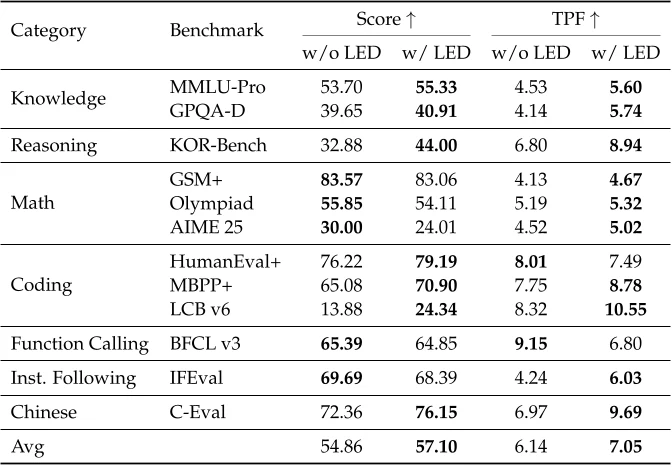 Category Benchmark Score ↑ TPF ↑
w/o LED w/ LED w/o LED w/ LED
Knowledge MMLU-Pro 53.70 55.33 4.53 5.60
GPQA-D 39.65 40.91 4.14 5.74
Reasoning KOR-Bench 32.88 44.00 6.80 8.94
Math GSM+ 83.57 83.06 4.13 4.67
Olympiad 55.85 54.11 5.19 5.32
AIME 25 30.00 24.01 4.52 5.02
Coding HumanEval+ 76.22 79.19 8.01 7.49
MBPP+ 65.08 70.90 7.75 8.78
LCB v6 13.88 24.34 8.32 10.55
Function Calling BFCL v3 65.39 64.85 9.15 6.80
Inst. Following IFEval 69.69 68.39 4.24 6.03
Chinese C-Eval 72.36 76.15 6.97 9.69
Avg 54.86 57.10 6.14 7.05